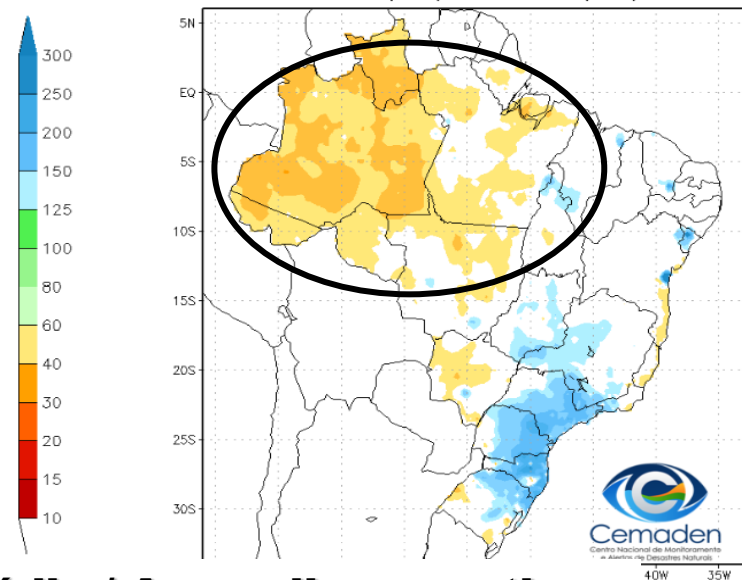 300
250
200
150
125
100
80
60
40
30
20
15
10
5N
EQ
5S
10S
15S
20S
25S
30S
Cemaden
Centro Nacional de Monitoramento
e Alertas de Desastres Naturais
40W 35W